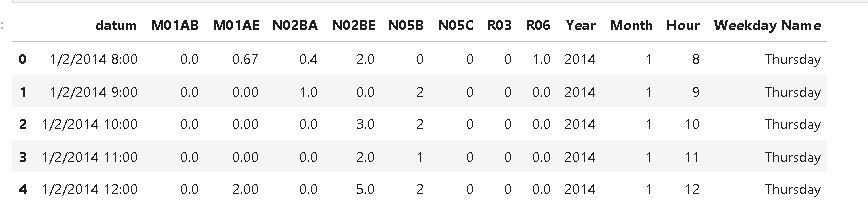 datum M01AB M01AE N02BA N02BE N05B N05C R03 R06 Year Month Hour Weekday Name
0 1/2/2014 8:00 0.0 0.67 0.4 2.0 0 0 0 1.0 2014 1 8 Thursday
1 1/2/2014 9:00 0.0 0.00 1.0 0.0 2 0 0 0.0 2014 1 9 Thursday
2 1/2/2014 10:00 0.0 0.00 0.0 3.0 2 0 0 0.0 2014 1 10 Thursday
3 1/2/2014 11:00 0.0 0.00 0.0 2.0 1 0 0 0.0 2014 1 11 Thursday
4 1/2/2014 12:00 0.0 2.00 0.0 5.0 2 0 0 0.0 2014 1 12 Thursday